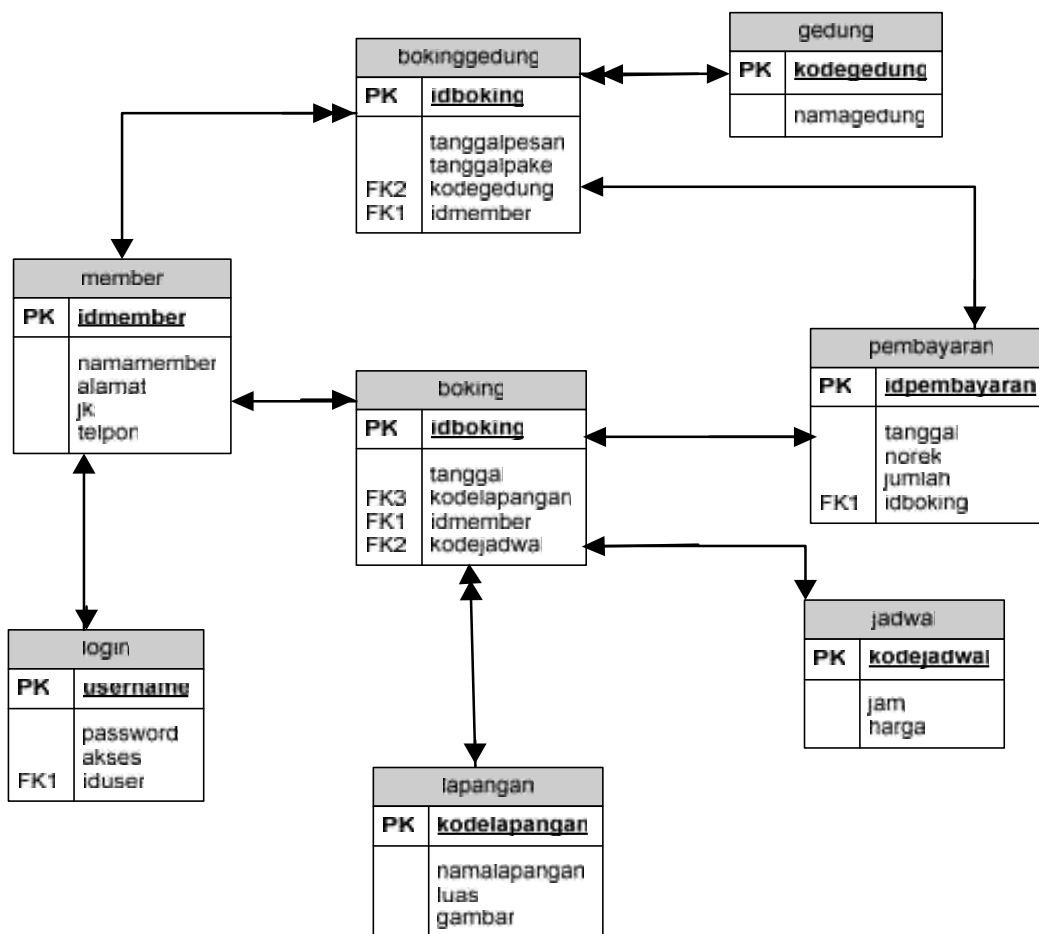 bokinggedung
PK idboking
tanggalpesan
tanggalpake
FK2 kodegedung
FK1 idmember
gedung
PK kodegedung
namagedung
member
PK idmember
namamember
alamat
jk
telpon
boking
PK idboking
tanggal
FK3 kodelapangan
FK1 idmember
FK2 kodejadwal
pembayaran
PK idpembayaran
tanggal
norek
jumlah
FK1 idboking
login
PK username
password
akses
FK1 iduser
jadwal
PK kodejadwal
jam
harga
lapangan
PK kodelapangan
namalapangan
luas
gambar